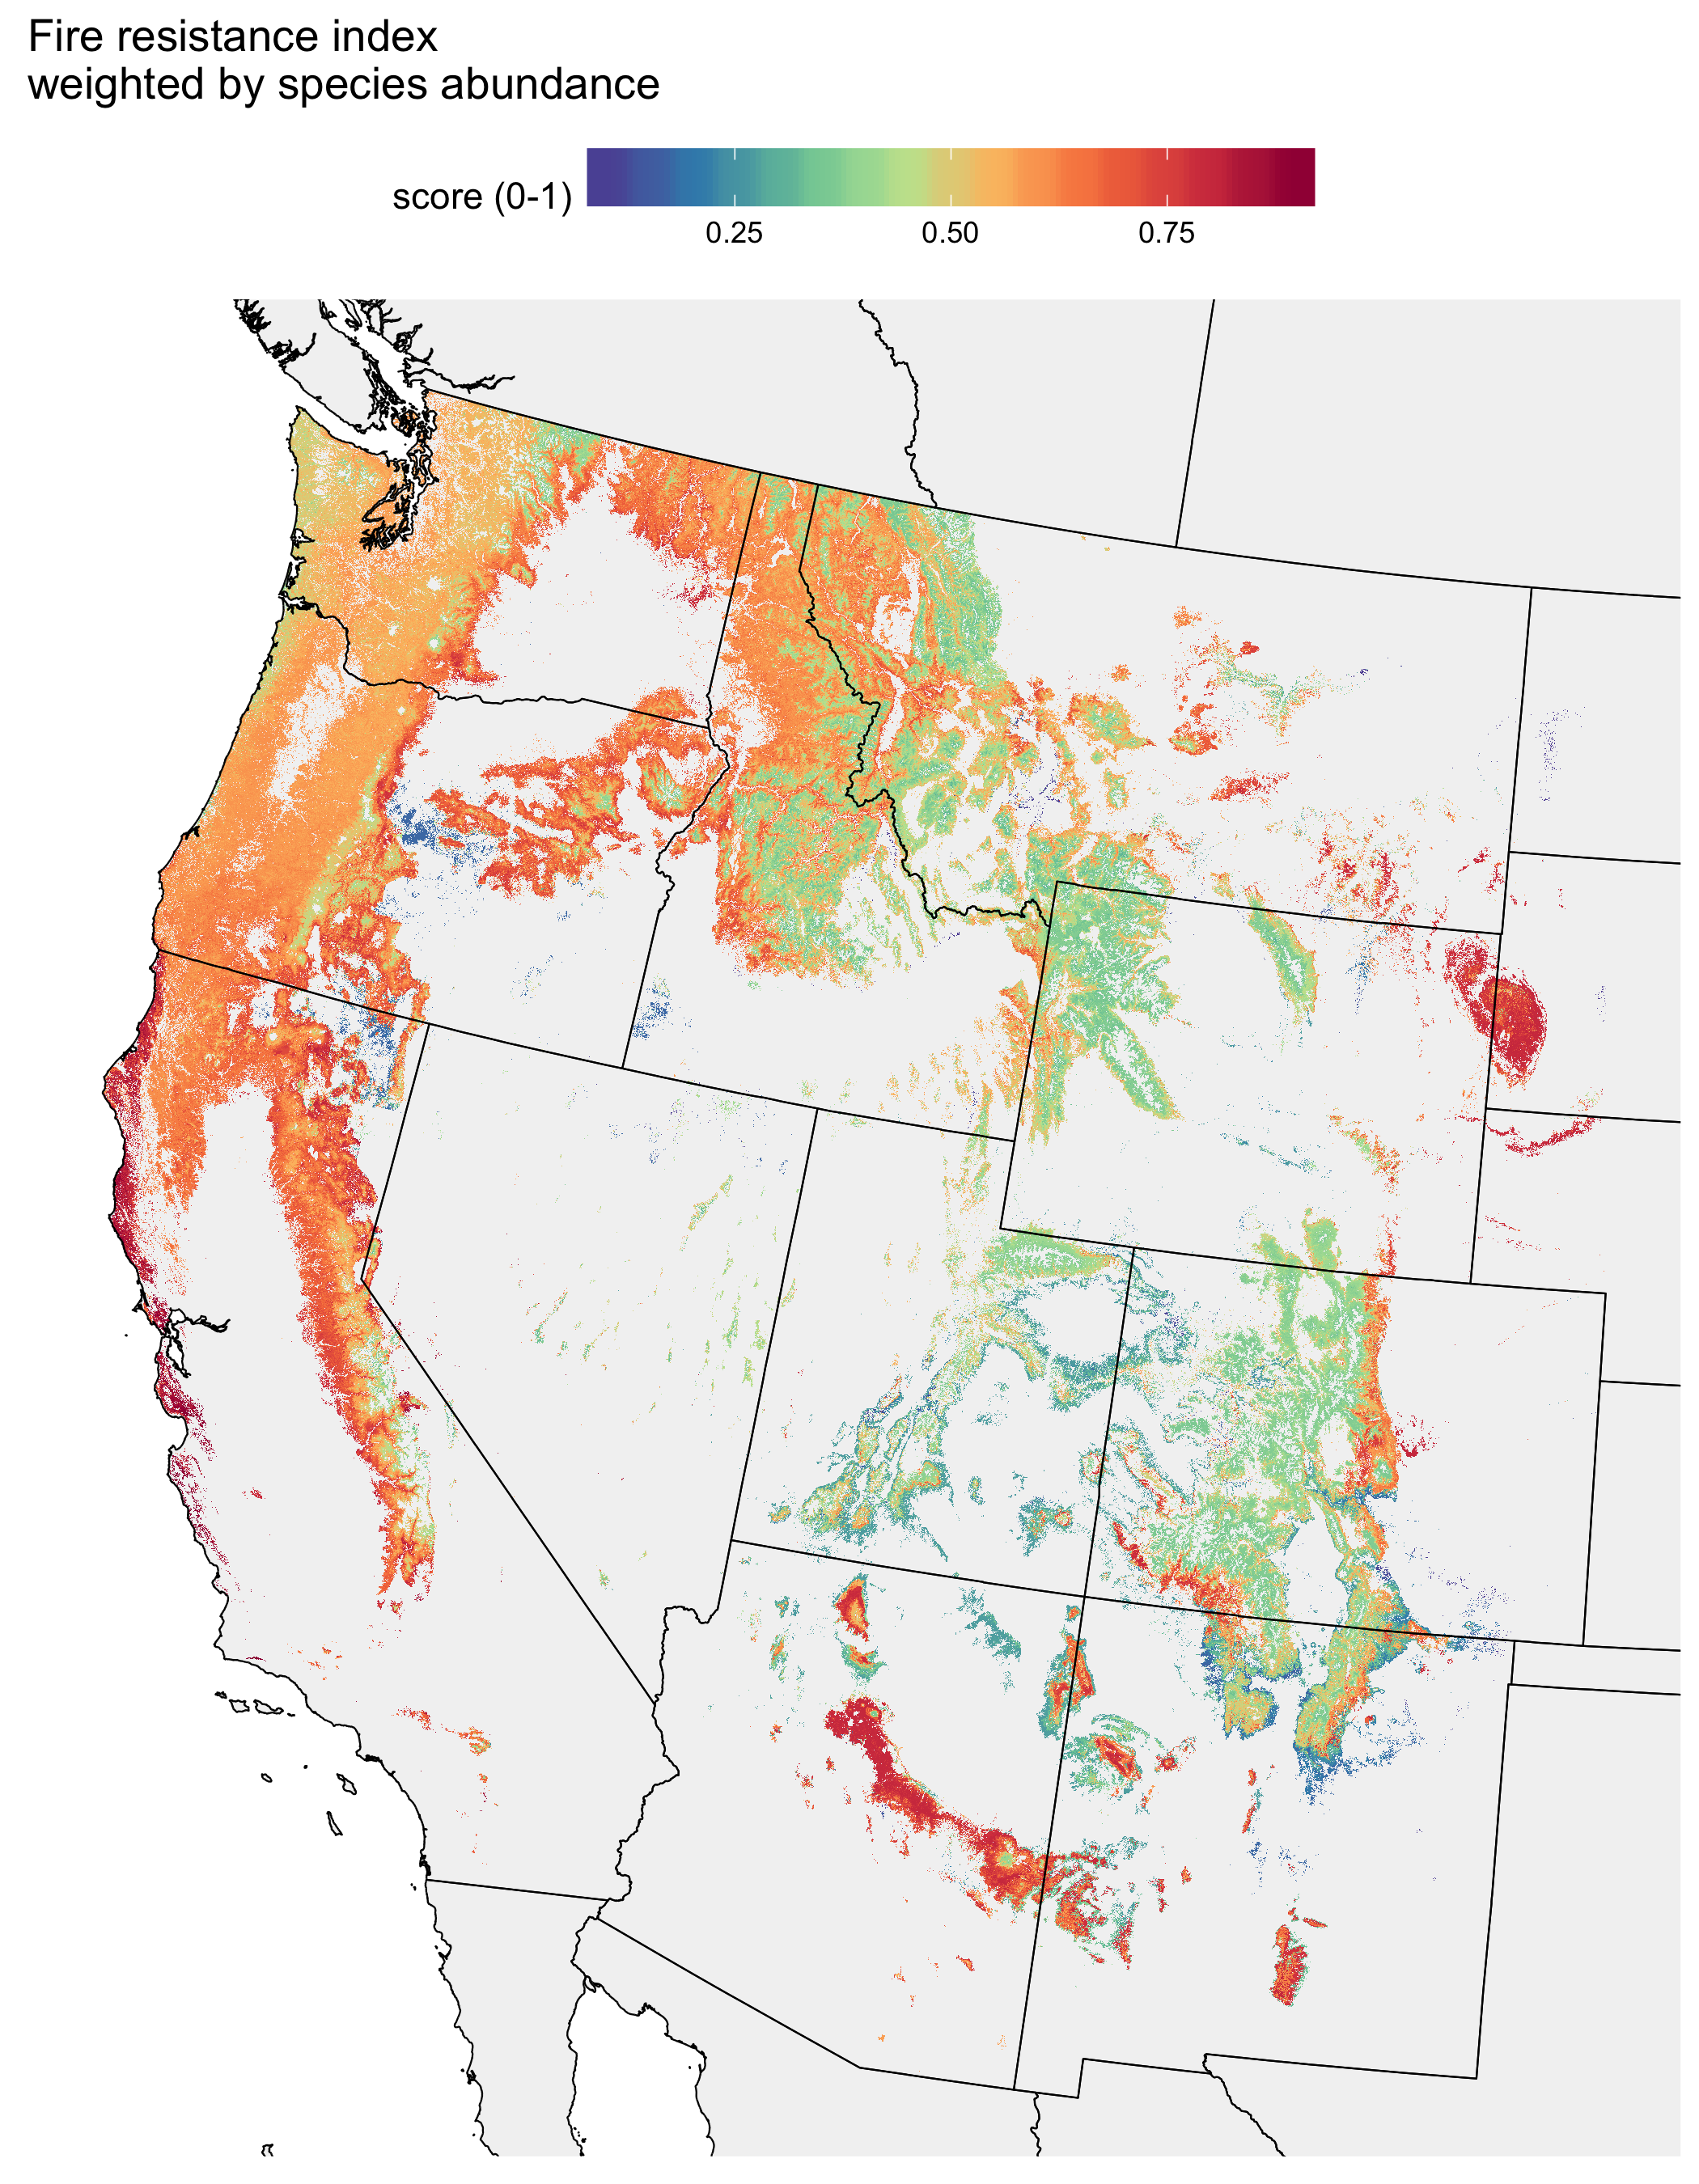 Fire resistance index
weighted by species abundance
score (0-1)
0.25 0.50 0.75